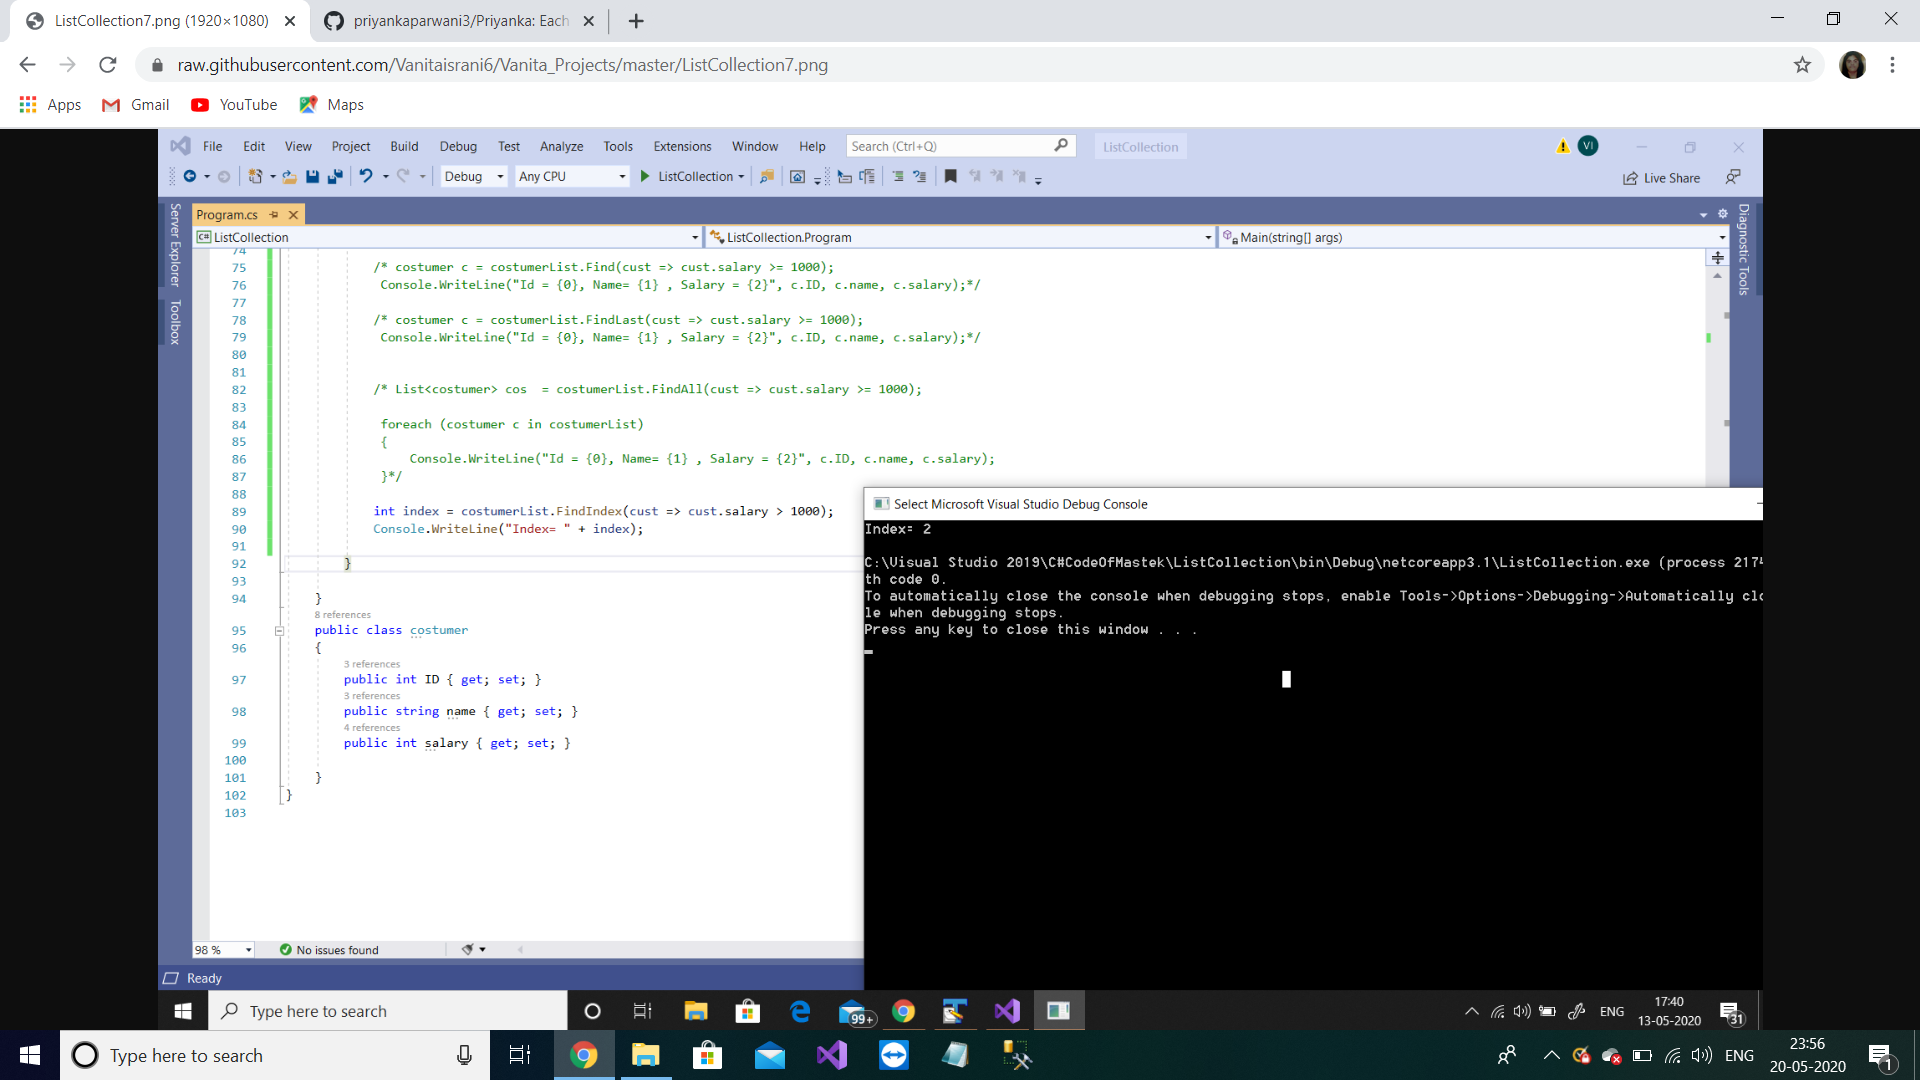 ListCollection7.png (1920×1080)
priyankaparwani3/Priyanka: Each
raw.githubusercontent.com/Vanitaisrani6/Vanita_Projects/master/ListCollection7.png
Apps Gmail YouTube Maps
File Edit View Project Build Debug Test Analyze Tools Extensions Window Help Search (Ctrl+Q) ListCollection VI
Debug Any CPU ListCollection Live Share
Server Explorer
Toolbox
Diagnostic Tools
Program.cs
C# ListCollection ListCollection.Program Main(string[] args)
74
75 /* costumer c = costumerList.Find(cust => cust.salary >= 1000);
76 Console.WriteLine("Id = {0}, Name= {1} , Salary = {2}", c.ID, c.name, c.salary);*/
77
78 /* costumer c = costumerList.FindLast(cust => cust.salary >= 1000);
79 Console.WriteLine("Id = {0}, Name= {1} , Salary = {2}", c.ID, c.name, c.salary);*/
80
81
82 /* List<costumer> cos  = costumerList.FindAll(cust => cust.salary >= 1000);
83
84 foreach (costumer c in costumerList)
85 {
86 Console.WriteLine("Id = {0}, Name= {1} , Salary = {2}", c.ID, c.name, c.salary);
87 }*/
88
89 int index = costumerList.FindIndex(cust => cust.salary > 1000);
90 Console.WriteLine("Index= " + index);
91
92 }
93
94 }
8 references
95 public class costumer
96 {
3 references
97 public int ID { get; set; }
3 references
98 public string name { get; set; }
4 references
99 public int salary { get; set; }
100
101 }
102 }
103
Select Microsoft Visual Studio Debug Console
Index= 2
C:\Visual Studio 2019\C#CodeOfMastek\ListCollection\bin\Debug\netcoreapp3.1\ListCollection.exe (process 2174
th code 0.
To automatically close the console when debugging stops, enable Tools->Options->Debugging->Automatically clo
le when debugging stops.
Press any key to close this window . . .
98 % No issues found
Ready
Type here to search 99+ ENG 17:40 31
13-05-2020
Type here to search ENG 23:56 1
20-05-2020